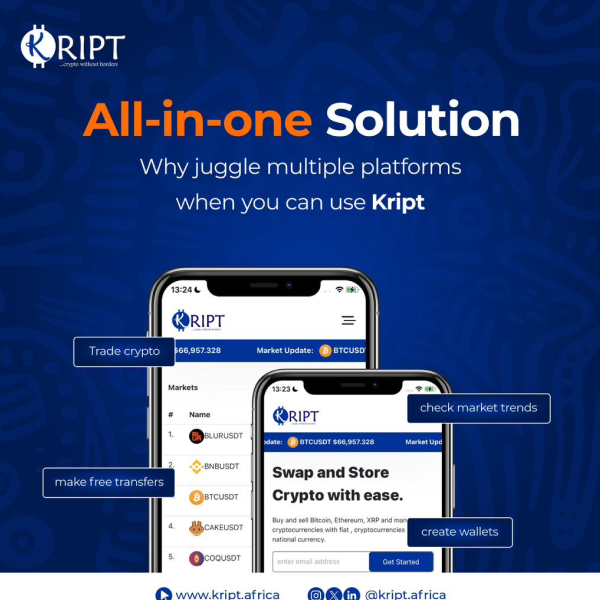 KRIPT
...crypto without borders
All-in-one Solution
Why juggle multiple platforms
when you can use Kript
13:24
KRIPT
$66,957.328 Market Update: BTCUSD
Trade crypto
Markets
# Name
1. BLURUSDT
2. BNBUSDT
BTCUSDT
4. CAKEUSDT
5. COQUSDT
make free transfers
13:23
KRIPT
check market trends
pdate: BTCUSDT $66,957.328 Market Upd
Swap and Store
Crypto with ease.
Buy and sell Bitcoin, Ethereum, XRP and man
cryptocurrencies with fiat , cryptocurrencies
national currency.
create wallets
enter email address Get Started
www.kript.africa @kript.africa